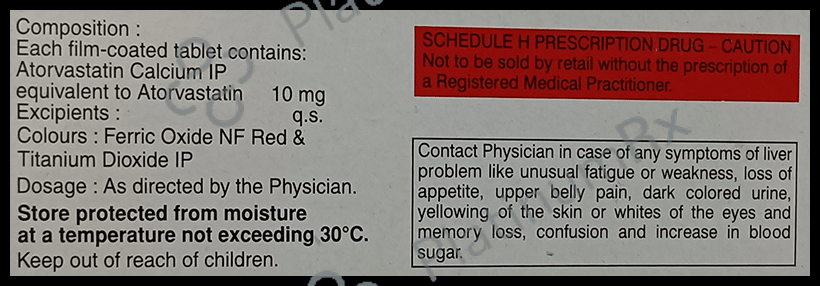 Composition :
Each film-coated tablet contains:
Atorvastatin Calcium IP
equivalent to Atorvastatin 10 mg
Excipients : q.s.
Colours : Ferric Oxide NF Red &
Titanium Dioxide IP
Dosage : As directed by the Physician.
Store protected from moisture
at a temperature not exceeding 30°C.
Keep out of reach of children.
SCHEDULE H PRESCRIPTION DRUG – CAUTION
Not to be sold by retail without the prescription of
a Registered Medical Practitioner.
Contact Physician in case of any symptoms of liver
problem like unusual fatigue or weakness, loss of
appetite, upper belly pain, dark colored urine,
yellowing of the skin or whites of the eyes and
memory loss, confusion and increase in blood
sugar.
PlatinumRx